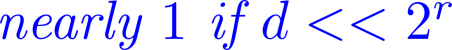 nearly 1 if d << 2^r